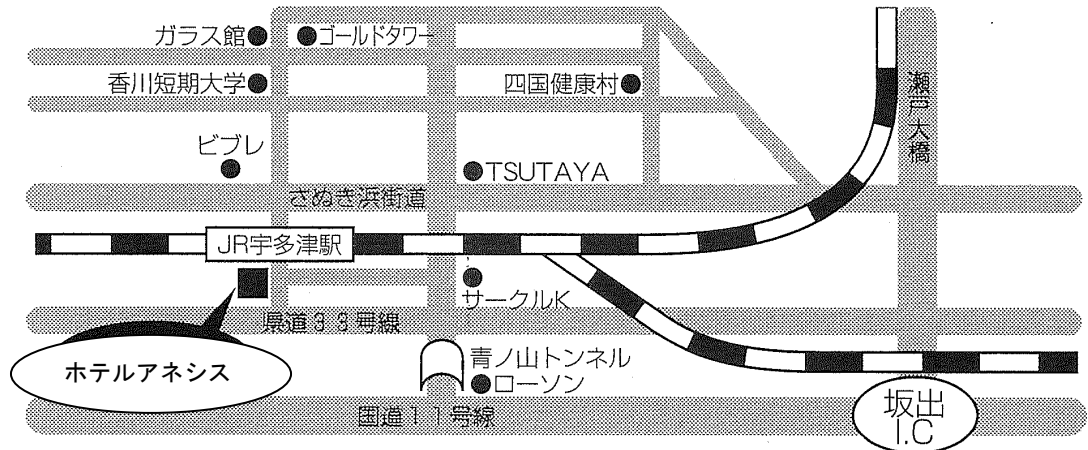 ガラス館
ゴールドタワー
香川短期大学
四国健康村
瀬戸大橋
ビブレ
TSUTAYA
さぬき浜街道
JR宇多津駅
サークルK
県道33号線
ホテルアネシス
青ノ山トンネル
ローソン
国道11号線
坂出
I.C